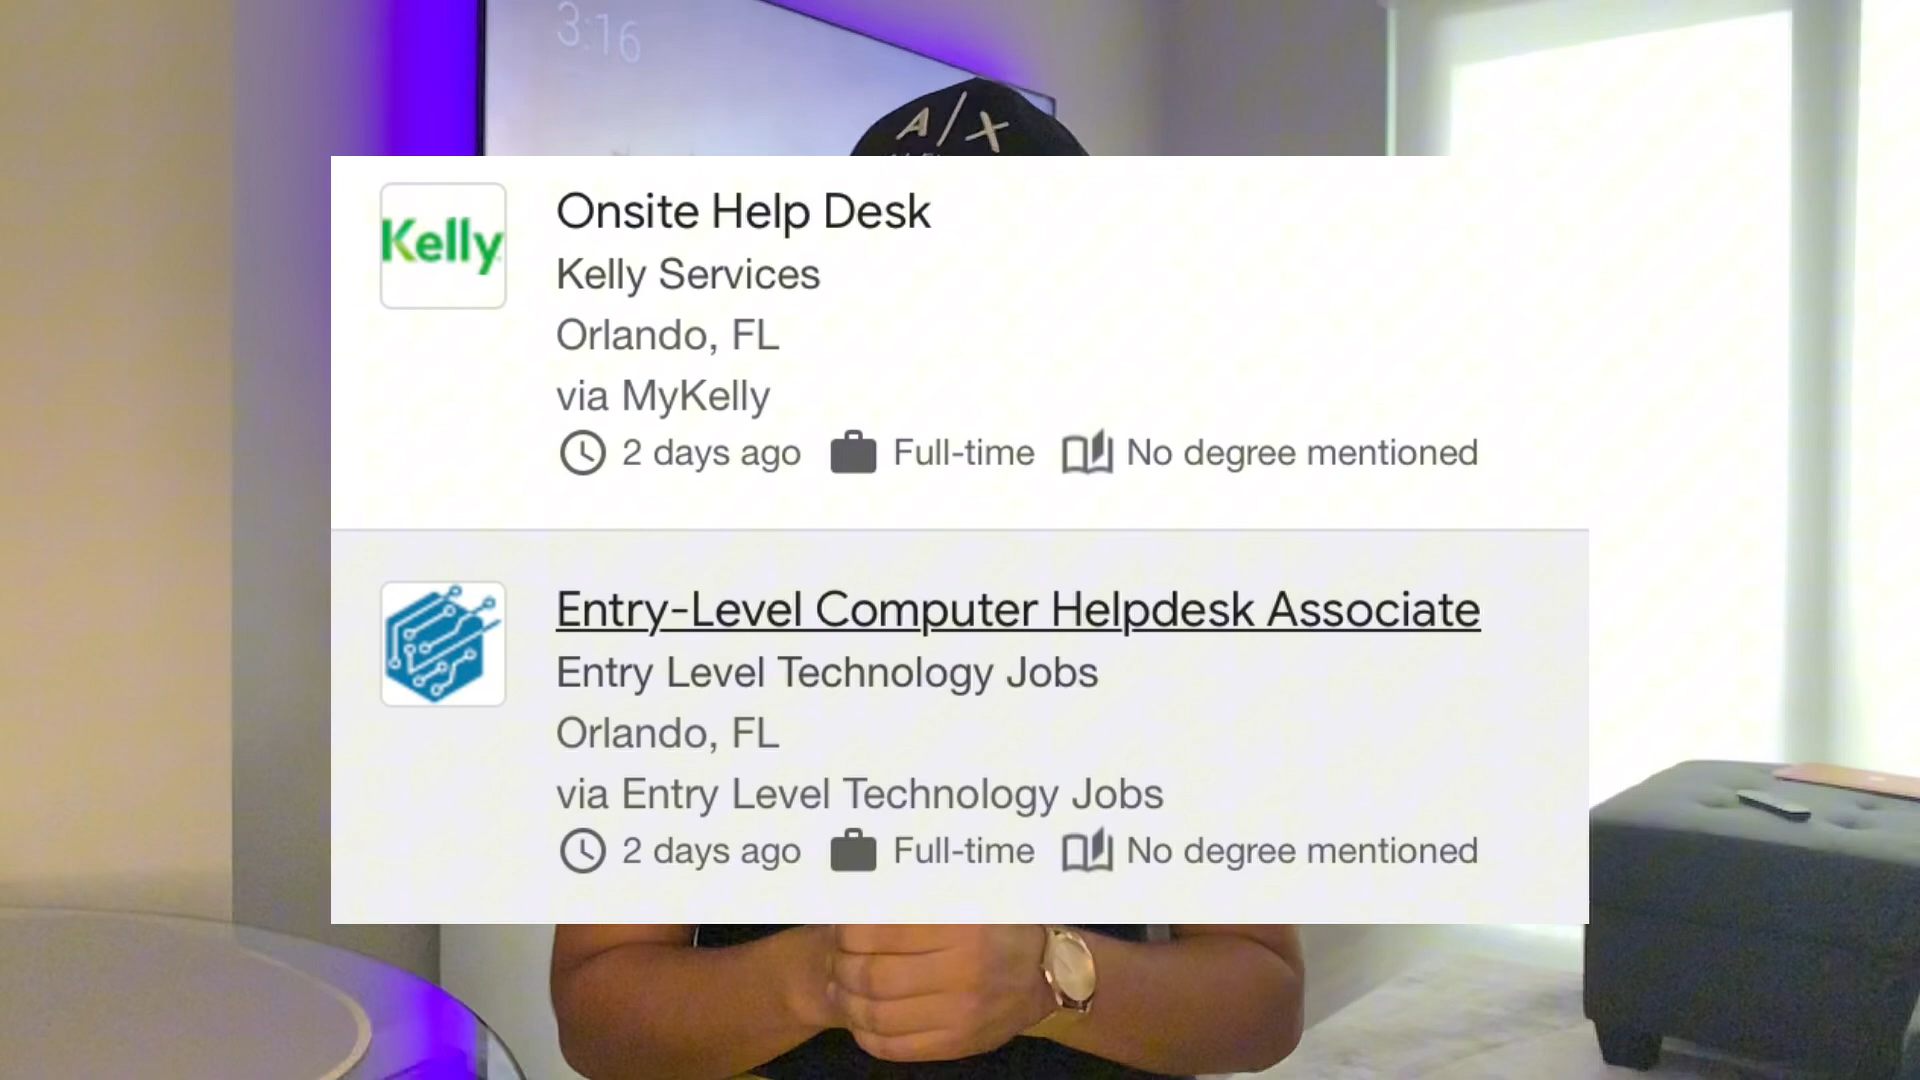 3:16
A/X
Kelly
Onsite Help Desk
Kelly Services
Orlando, FL
via MyKelly
2 days ago Full-time No degree mentioned
Entry-Level Computer Helpdesk Associate
Entry Level Technology Jobs
Orlando, FL
via Entry Level Technology Jobs
2 days ago Full-time No degree mentioned